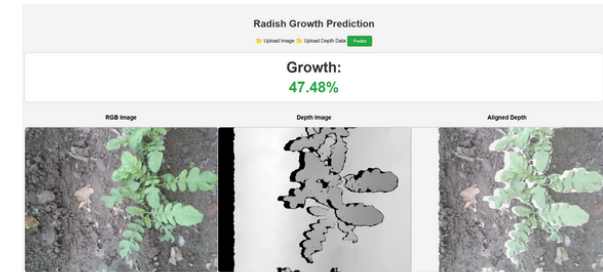 Radish Growth Prediction
Upload Image Upload Depth Data Predict
Growth:
47.48%
RGB Image Depth Image Aligned Depth